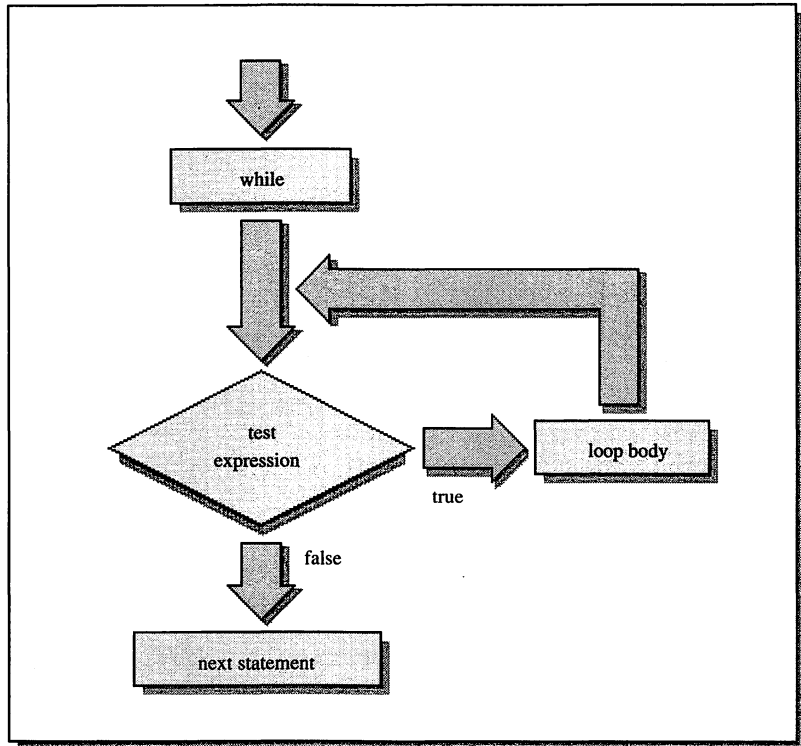 while
test
expression
loop body
true
false
next statement